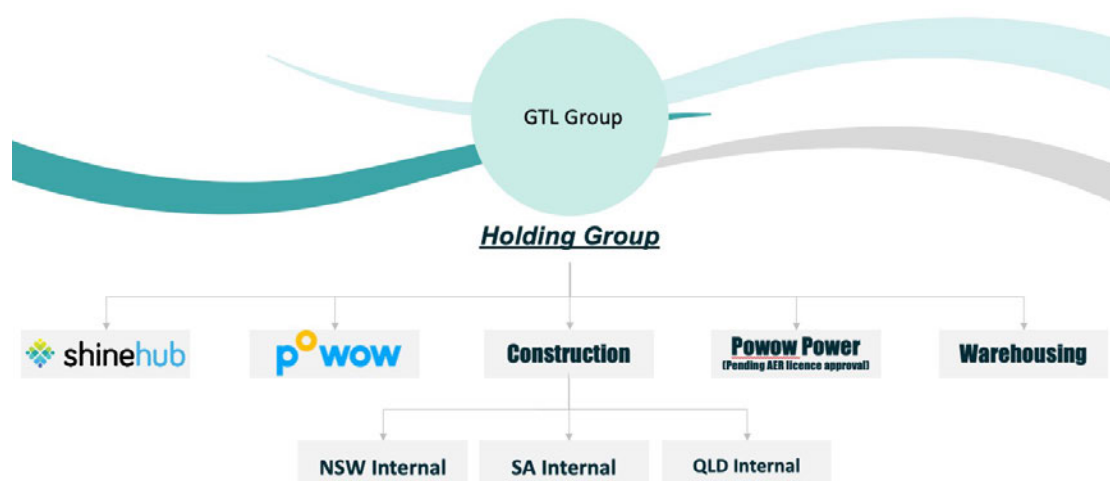 GTL Group
Holding Group
shinehub
powow
Construction
Powow Power
(Pending AER licence approval)
Warehousing
NSW Internal
SA Internal
QLD Internal